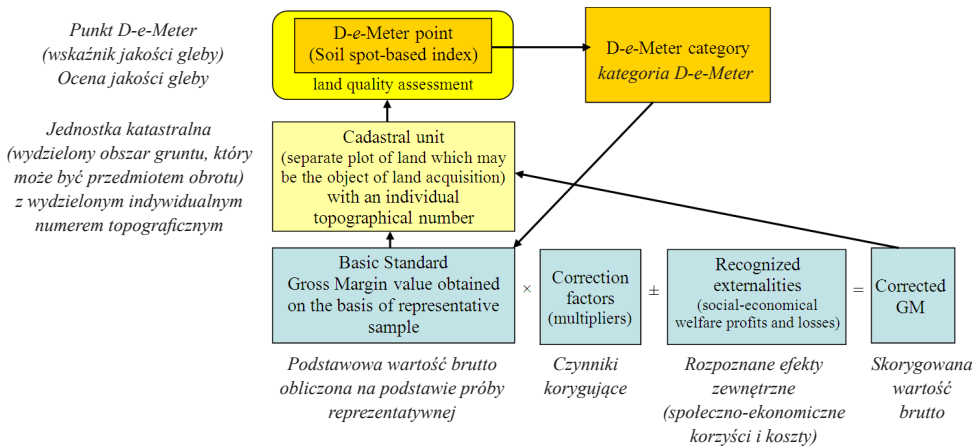 Punkt D-e-Meter
(wskaźnik jakości gleby)
Ocena jakości gleby
D-e-Meter point
(Soil spot-based index)
land quality assessment
D-e-Meter category
kategoria D-e-Meter
Jednostka katastralna
(wydzielony obszar gruntu, który
może być przedmiotem obrotu)
z wydzielonym indywidualnym
numerem topograficznym
Cadastral unit
(separate plot of land which may
be the object of land acquisition)
with an individual
topographical number
Basic Standard
Gross Margin value obtained
on the basis of representative
sample
×
Correction
factors
(multipliers)
±
Recognized
externalities
(social-economical
welfare profits and losses)
=
Corrected
GM
Podstawowa wartość brutto
obliczona na podstawie próby
reprezentatywnej
Czynniki
korygujące
Rozpoznane efekty
zewnętrzne
(społeczno-ekonomiczne
korzyści i koszty)
Skorygowana
wartość
brutto